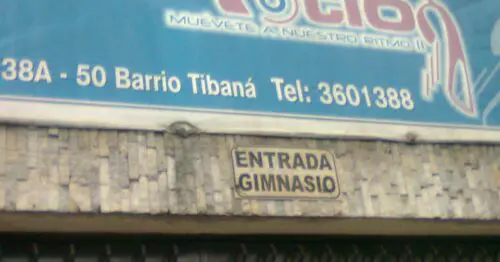 MUEVETE A NUESTRO RITMO !!
38A - 50 Barrio Tibaná Tel: 3601388
ENTRADA
GIMNASIO